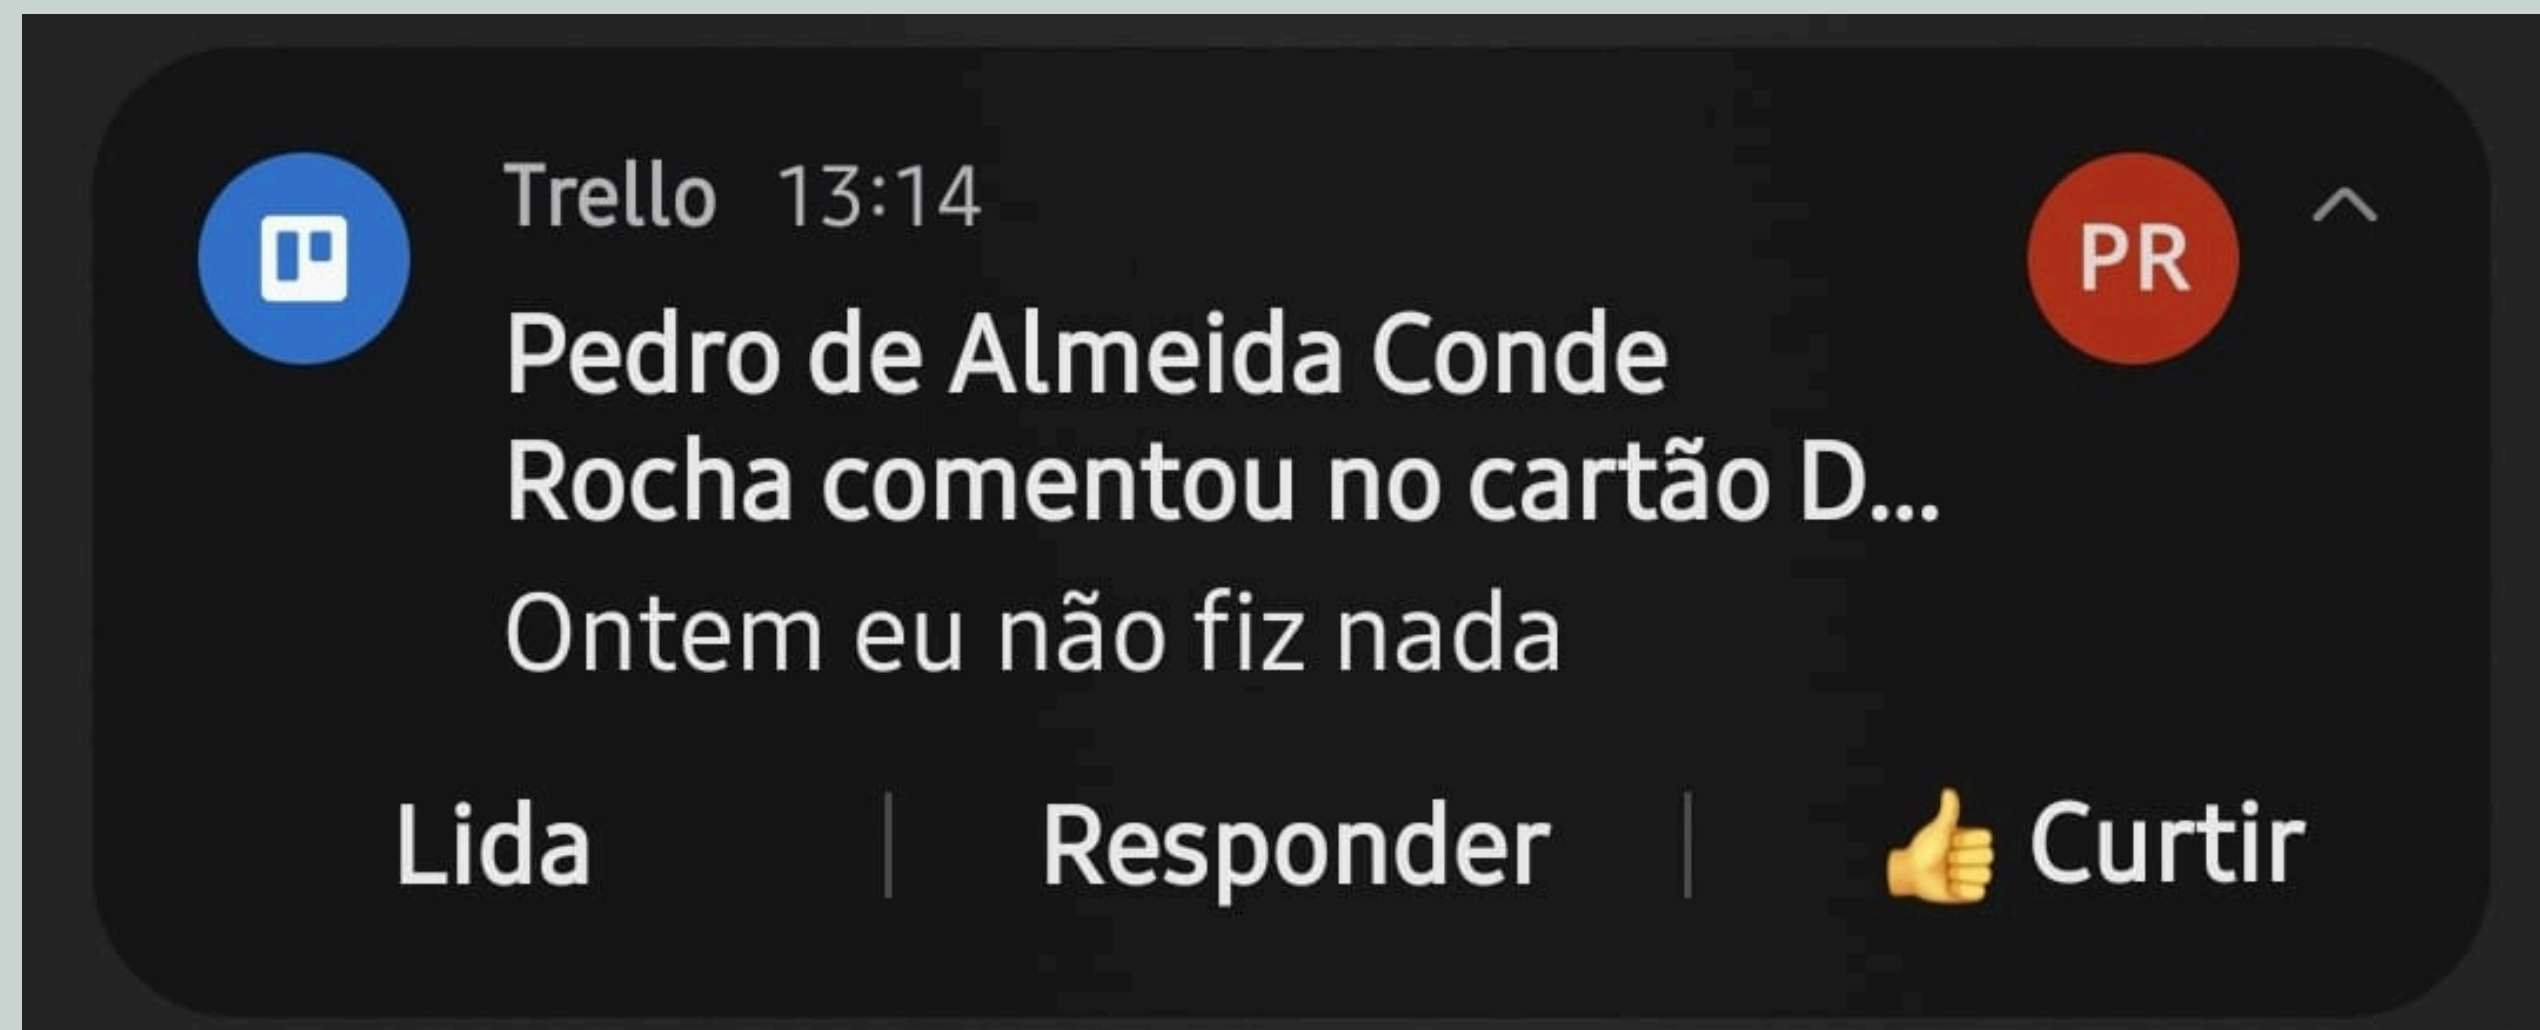 Trello 13:14
PR
Pedro de Almeida Conde
Rocha comentou no cartão D...
Ontem eu não fiz nada
Lida
Responder
👍 Curtir